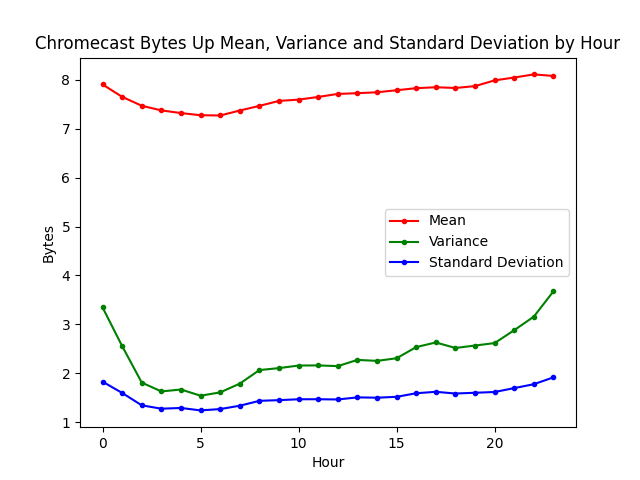 Chromecast Bytes Up Mean, Variance and Standard Deviation by Hour
8
7
6
5
4
3
2
1
Bytes
Mean
Variance
Standard Deviation
0 5 10 15 20
Hour